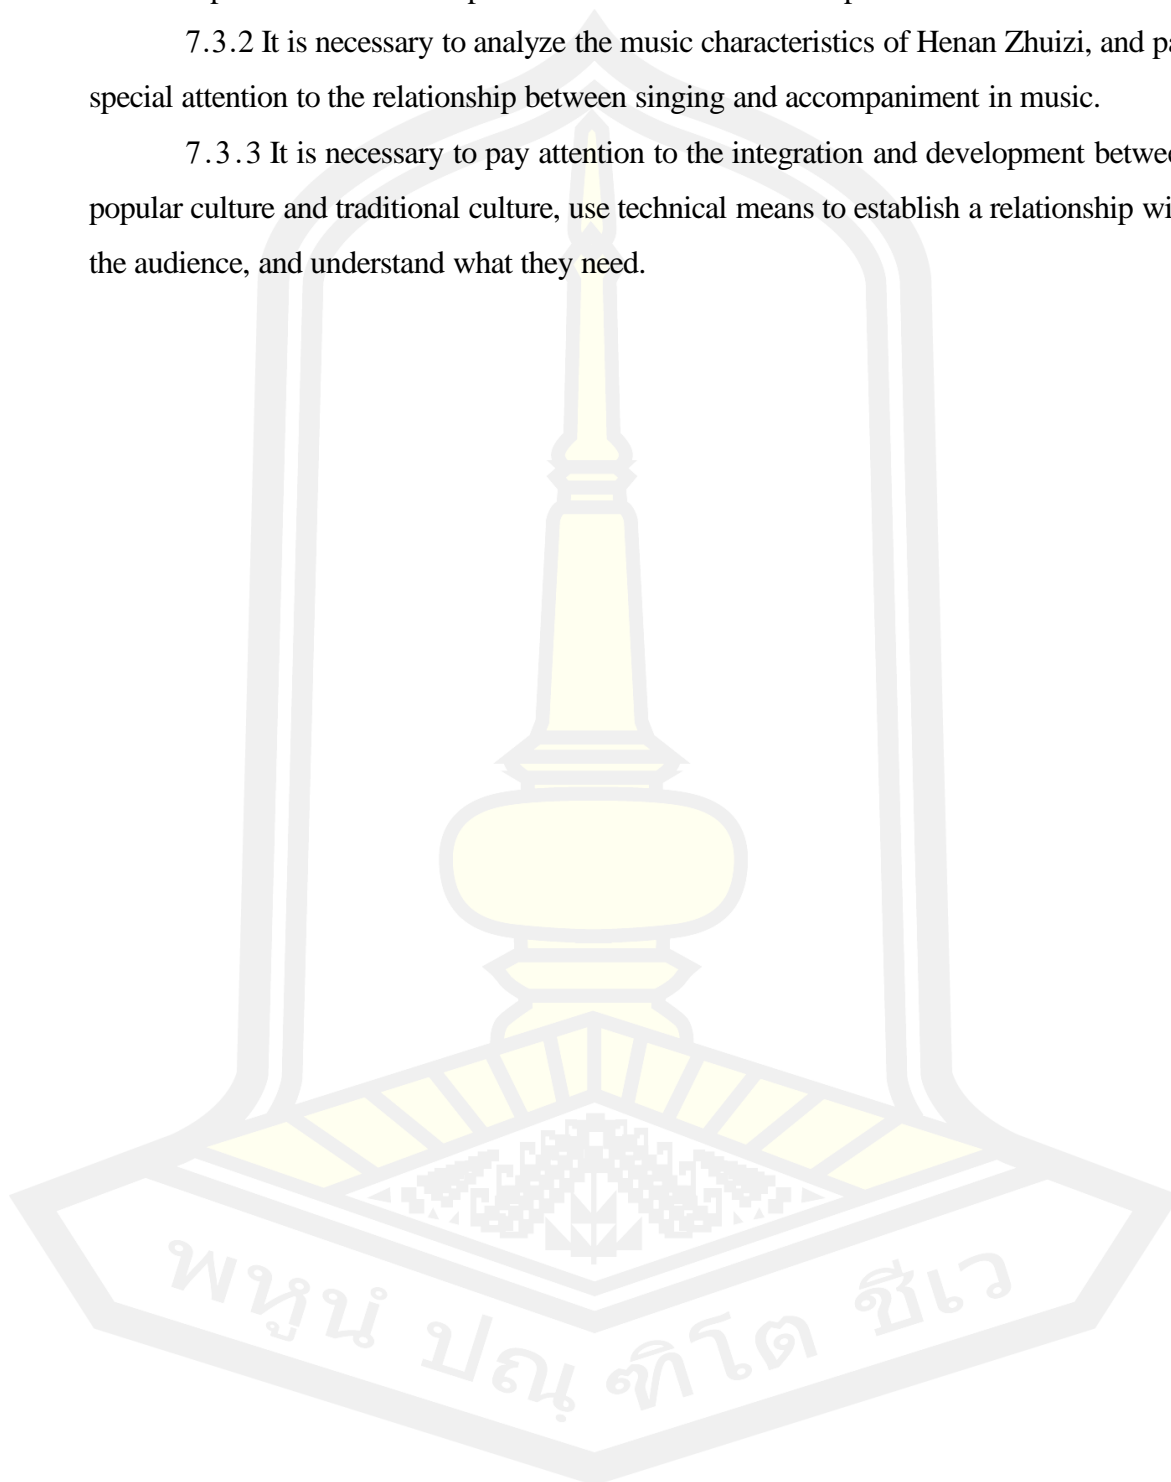 7.3.2 It is necessary to analyze the music characteristics of Henan Zhuizi, and pa
special attention to the relationship between singing and accompaniment in music.
7.3.3 It is necessary to pay attention to the integration and development betwee
popular culture and traditional culture, use technical means to establish a relationship wi
the audience, and understand what they need.
พหูนํ ปณฺฑิโต ชีเว